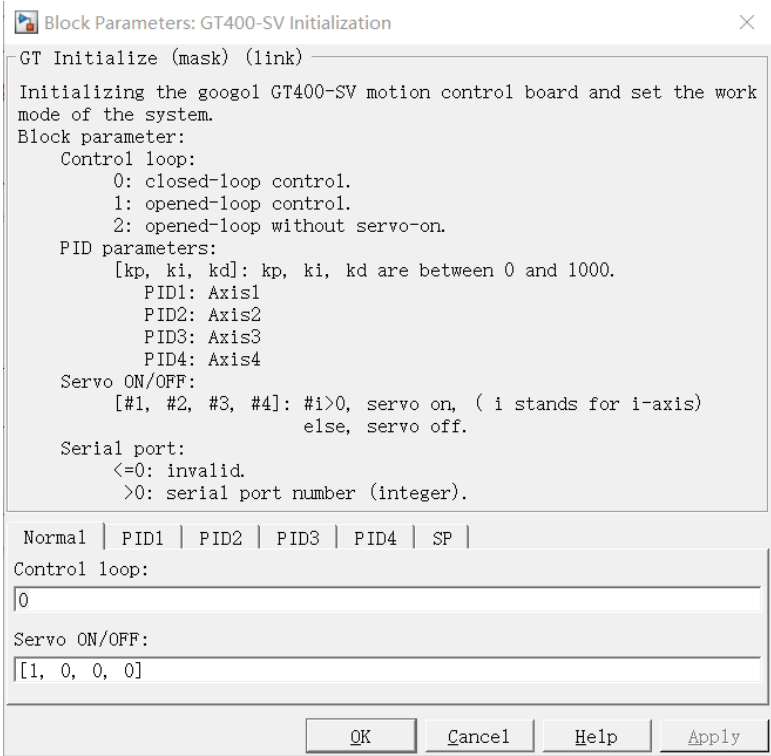 Block Parameters: GT400-SV Initialization
GT Initialize (mask) (link)
Initializing the googol GT400-SV motion control board and set the work
mode of the system.
Block parameter:
Control loop:
0: closed-loop control.
1: opened-loop control.
2: opened-loop without servo-on.
PID parameters:
[kp, ki, kd]: kp, ki, kd are between 0 and 1000.
PID1: Axis1
PID2: Axis2
PID3: Axis3
PID4: Axis4
Servo ON/OFF:
[#1, #2, #3, #4]: #i>0, servo on, ( i stands for i-axis)
else, servo off.
Serial port:
<=0: invalid.
>0: serial port number (integer).
Normal PID1 PID2 PID3 PID4 SP
Control loop:
0
Servo ON/OFF:
[1, 0, 0, 0]
OK Cancel Help Apply